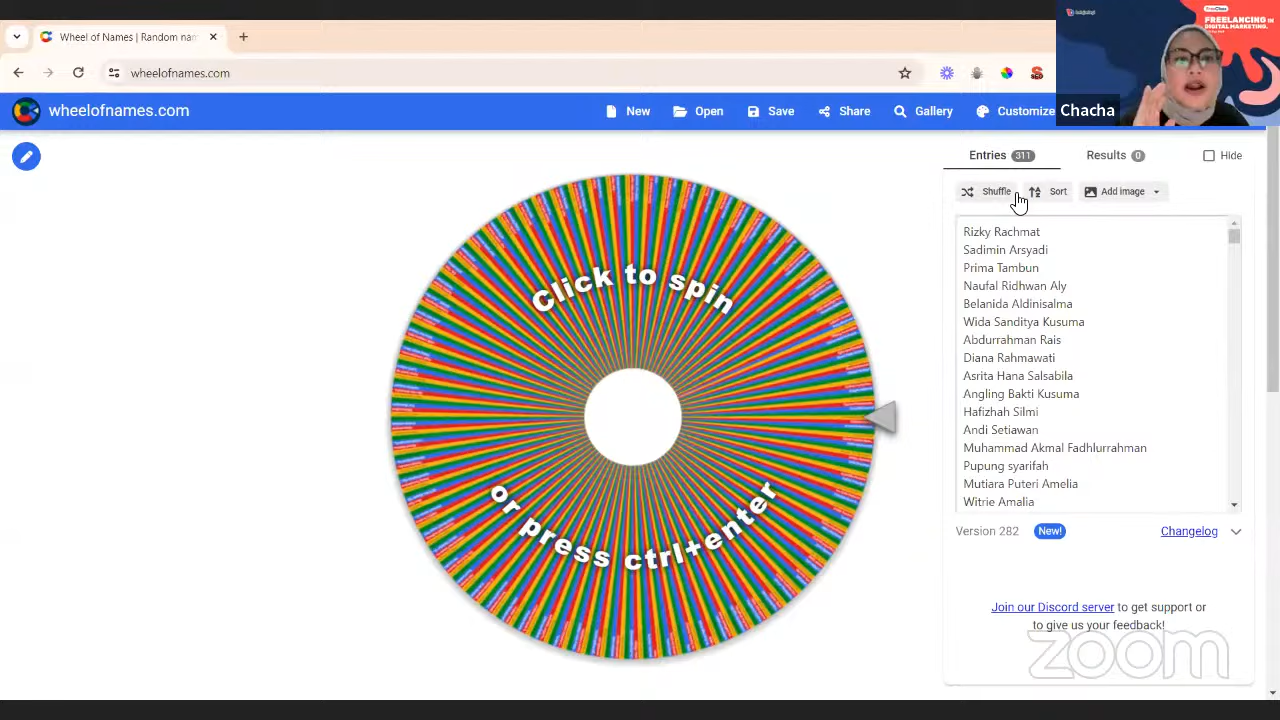 Wheel of Names | Random nam
wheelofnames.com
FREELANCING IN
DIGITAL MARKETING.
Chacha
wheelofnames.com
New
Open
Save
Share
Gallery
Customize
Entries 311
Results 0
Hide
Shuffle
Sort
Add image
Rizky Rachmat
Sadimin Arsyadi
Prima Tambun
Naufal Ridhwan Aly
Belanida Aldinisalma
Wida Sanditya Kusuma
Abdurrahman Rais
Diana Rahmawati
Asrita Hana Salsabila
Angling Bakti Kusuma
Hafizhah Silmi
Andi Setiawan
Muhammad Akmal Fadhlurrahman
Pupung syarifah
Mutiara Puteri Amelia
Witrie Amalia
Click to spin
or press ctrl+enter
Version 282
New!
Changelog
Join our Discord server to get support or
to give us your feedback!
zoom